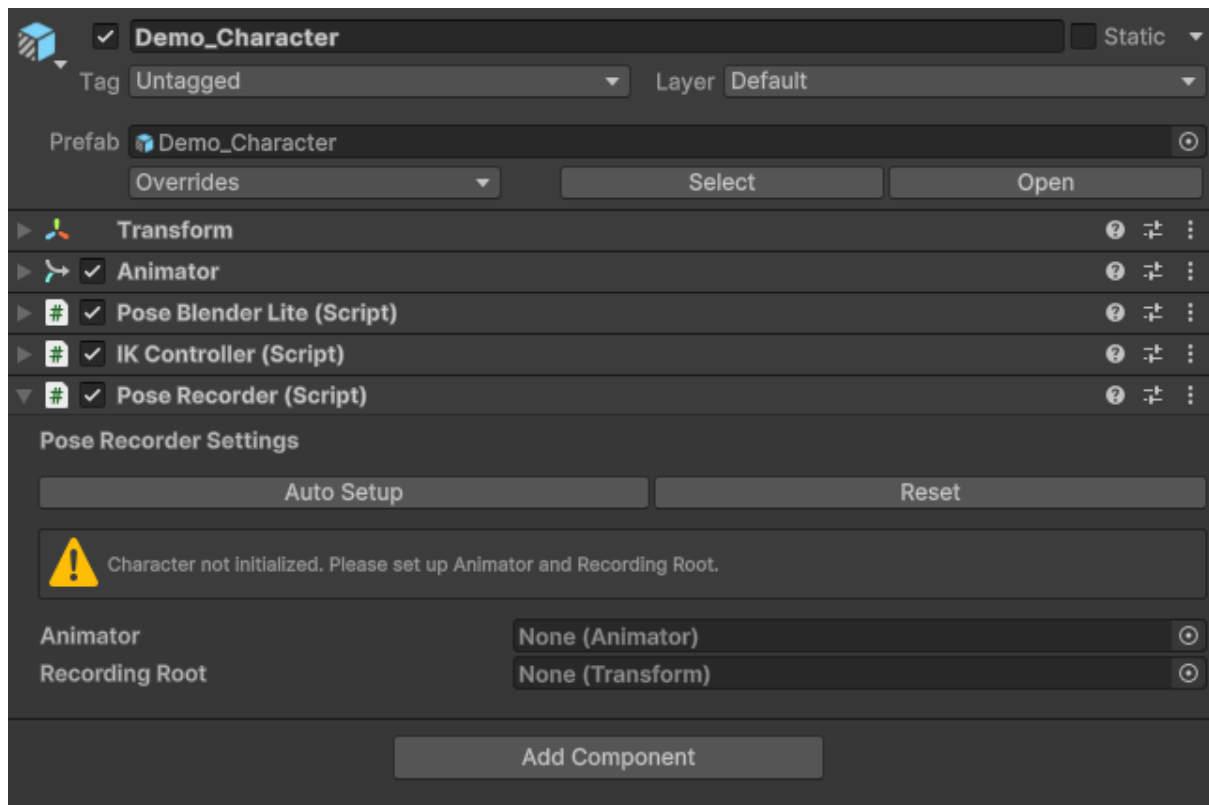 Demo_Character Static
Tag Untagged Layer Default
Prefab Demo_Character
Overrides Select Open
Transform
Animator
# Pose Blender Lite (Script)
# IK Controller (Script)
# Pose Recorder (Script)
Pose Recorder Settings
Auto Setup Reset
Character not initialized. Please set up Animator and Recording Root.
Animator None (Animator)
Recording Root None (Transform)
Add Component